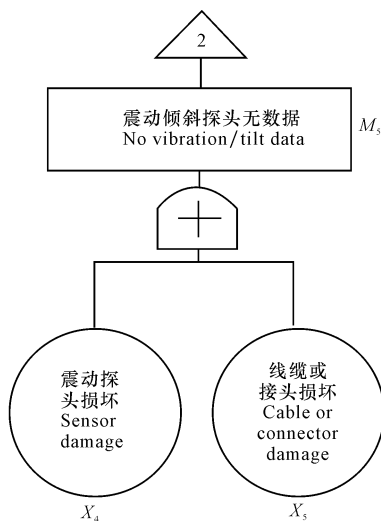 2
震动倾斜探头无数据
No vibration/tilt data
M5
震动探
头损坏
Sensor
damage
X4
线缆或
接头损坏
Cable or
connector
damage
X5